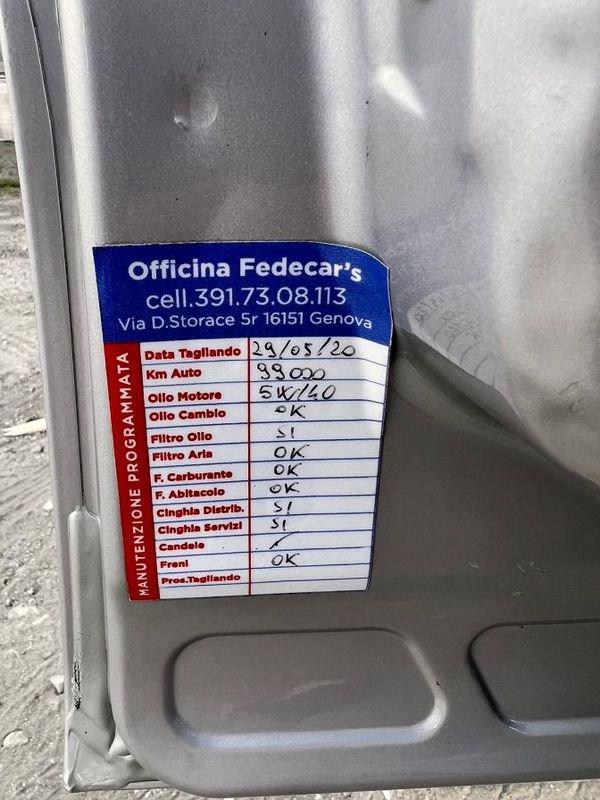 Officina Fedecar's
cell.391.73.08.113
Via D.Storace 5r 16151 Genova
MANUTENZIONE PROGRAMMATA
Data Tagliando 29/05/20
Km Auto 99000
Olio Motore 5W/40
Olio Cambio OK
Filtro Olio SI
Filtro Aria OK
F. Carburante OK
F. Abitacolo OK
Cinghia Distrib. SI
Cinghia Servizi SI
Candele /
Freni OK
Pros.Tagliando